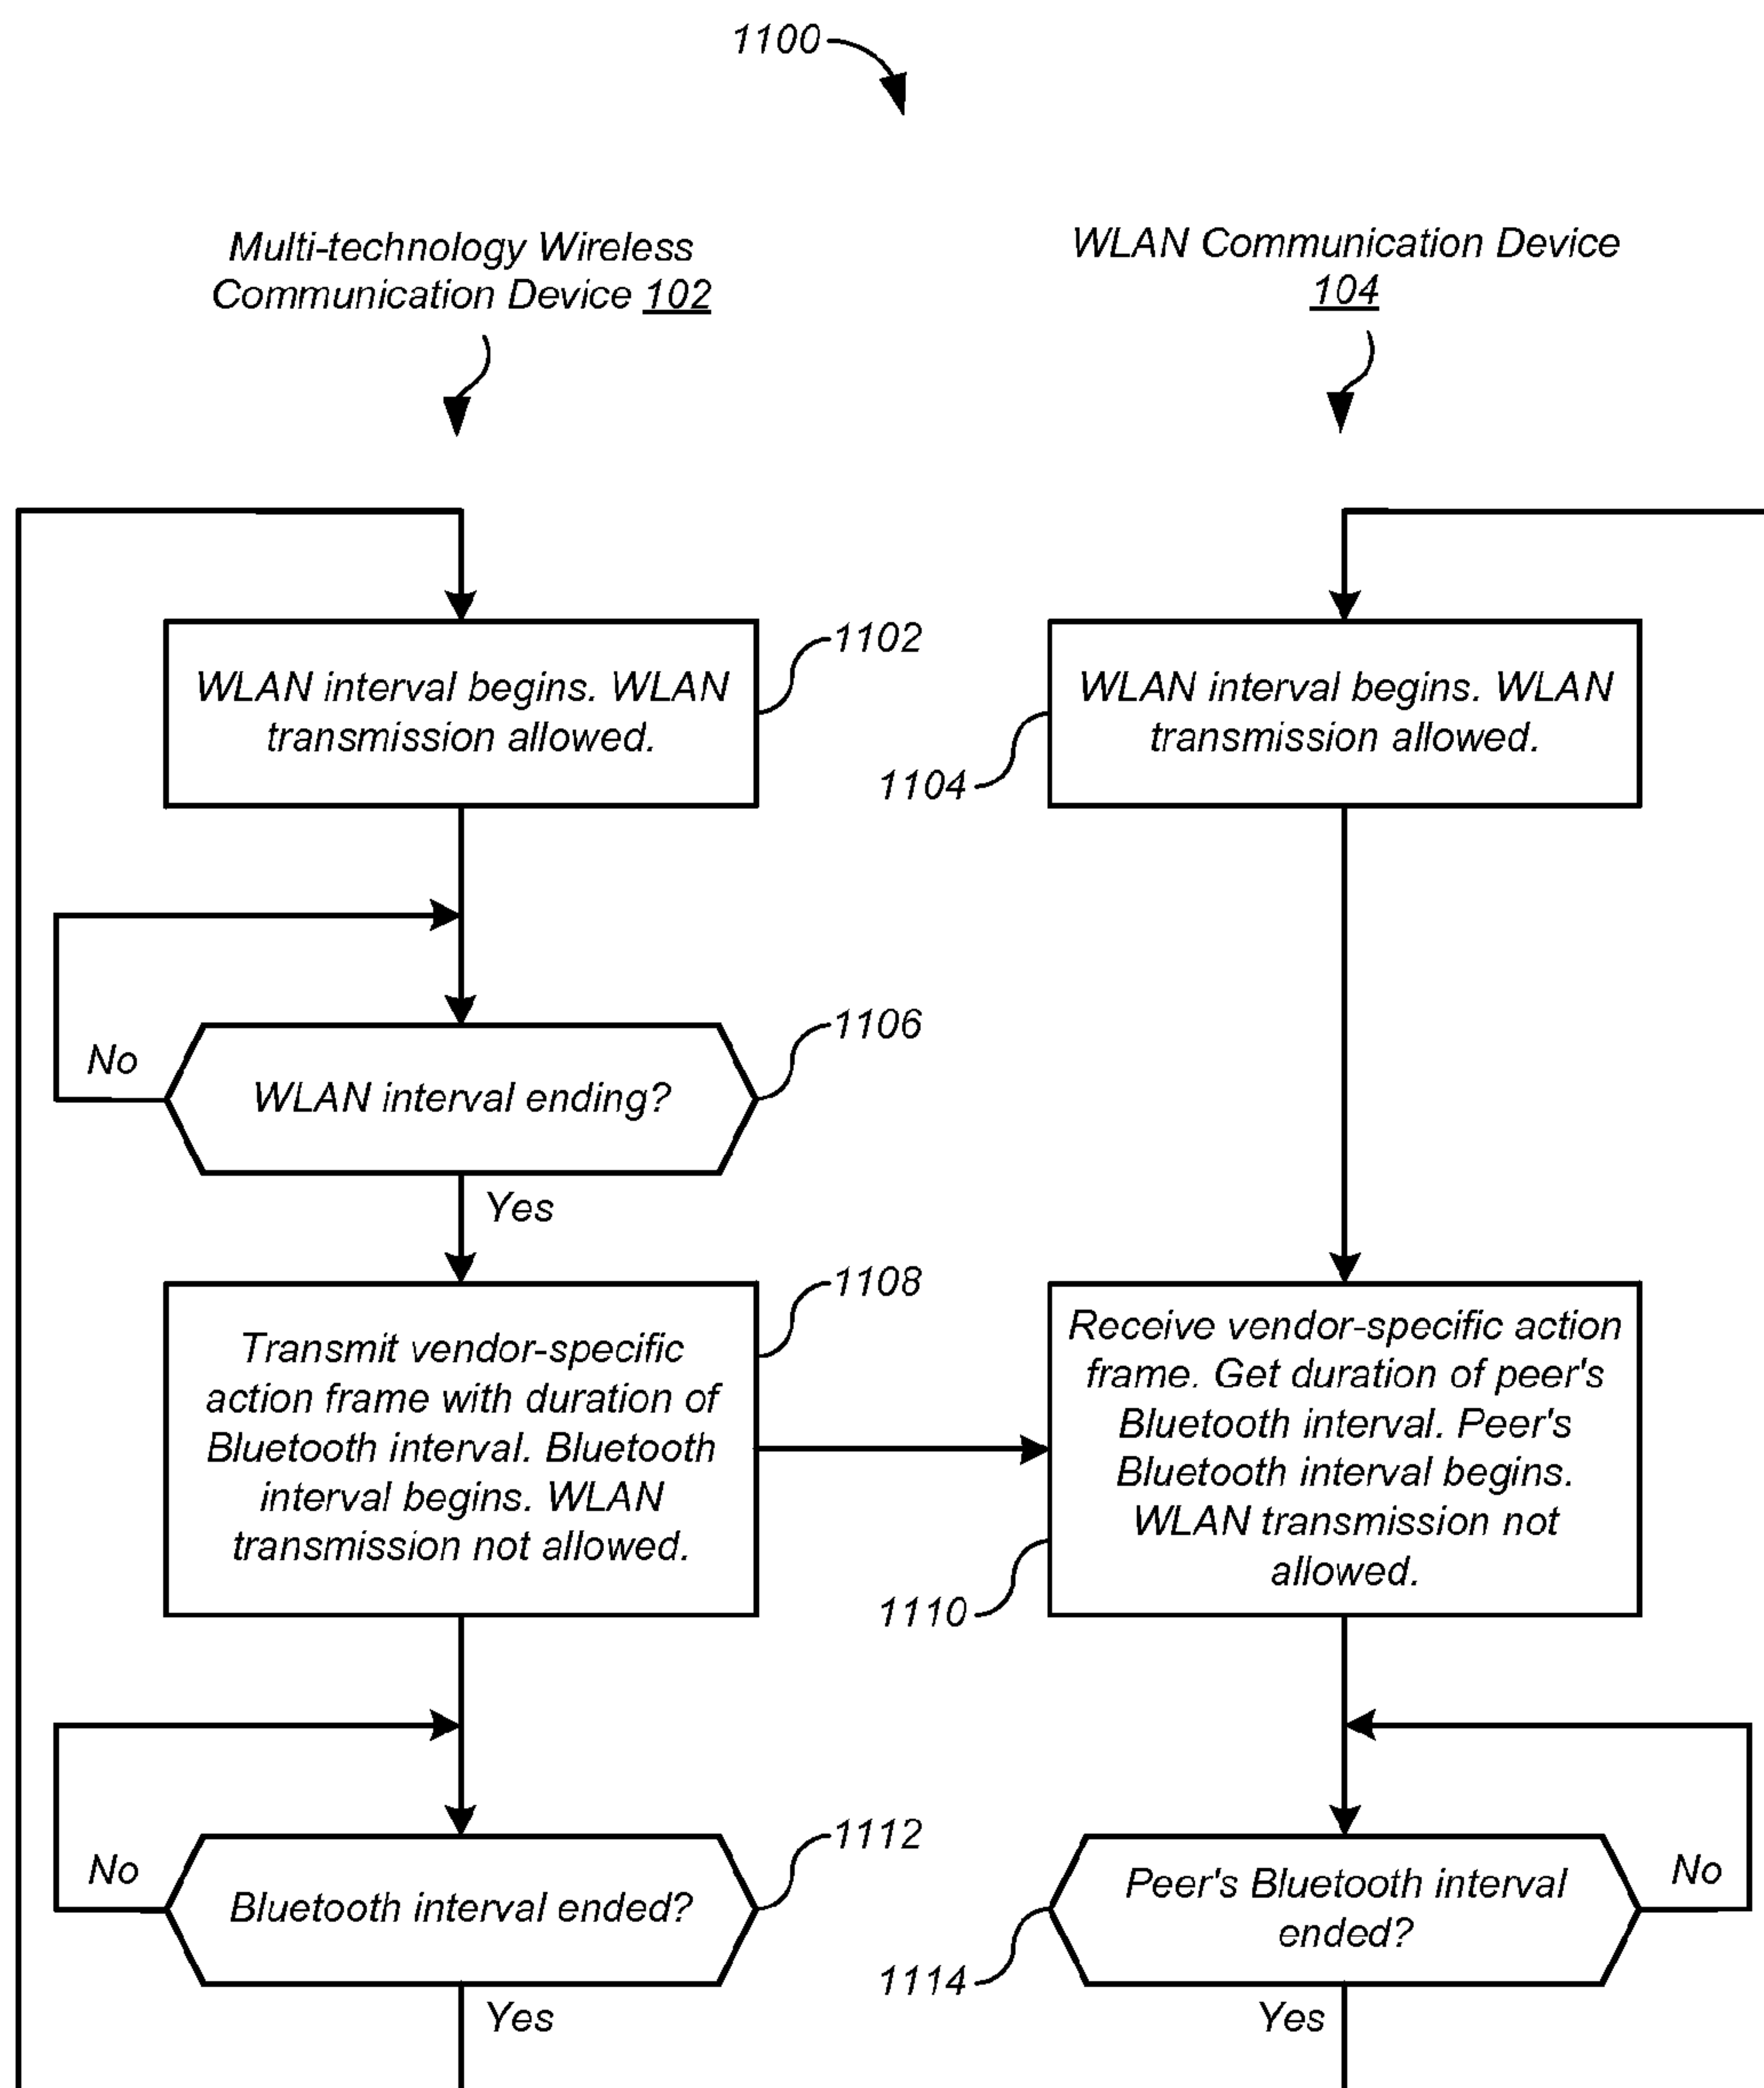 1100
Multi-technology Wireless
Communication Device 102
WLAN Communication Device
104
WLAN interval begins. WLAN
transmission allowed.
1102
WLAN interval begins. WLAN
transmission allowed.
1104
No
WLAN interval ending?
1106
Yes
Transmit vendor-specific
action frame with duration of
Bluetooth interval. Bluetooth
interval begins. WLAN
transmission not allowed.
1108
Receive vendor-specific action
frame. Get duration of peer's
Bluetooth interval. Peer's
Bluetooth interval begins.
WLAN transmission not
allowed.
1110
No
Bluetooth interval ended?
1112
Yes
Peer's Bluetooth interval
ended?
No
1114
Yes